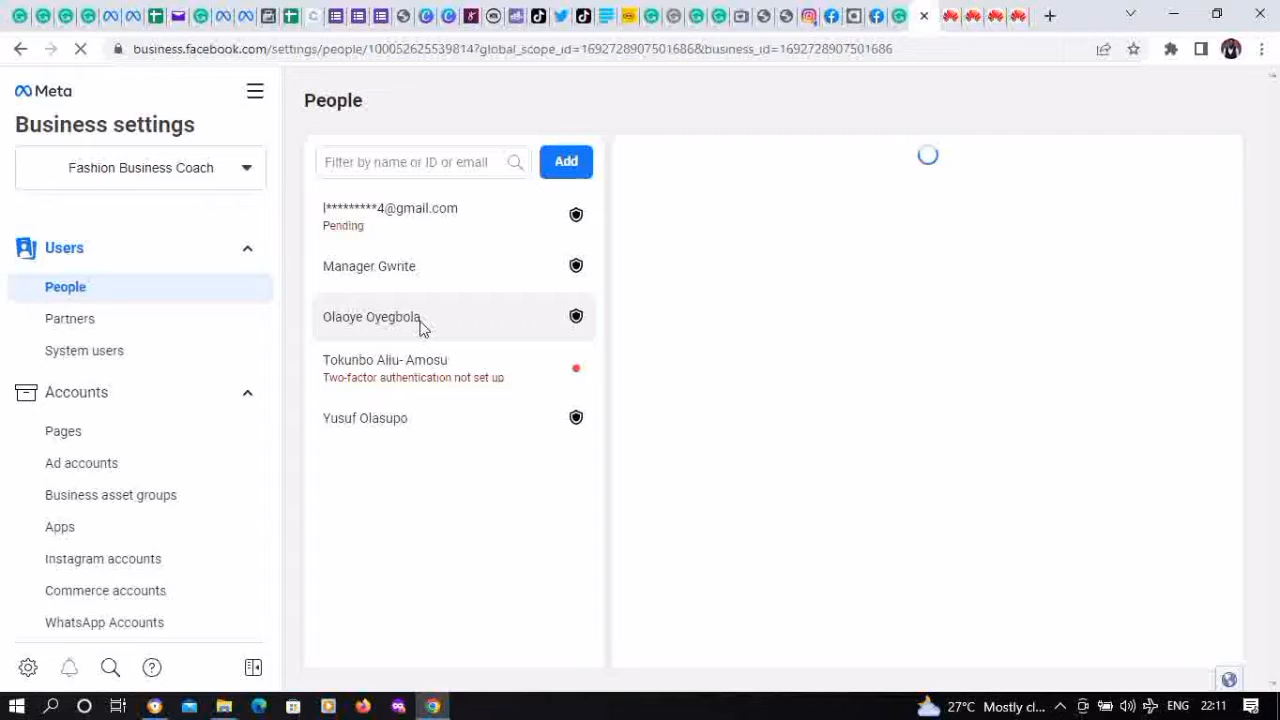 business.facebook.com/settings/people/100052625539814?global_scope_id=1692728907501686&business_id=1692728907501686
Meta
Business settings
Fashion Business Coach
Users
People
Partners
System users
Accounts
Pages
Ad accounts
Business asset groups
Apps
Instagram accounts
Commerce accounts
WhatsApp Accounts
People
Filter by name or ID or email
Add
l*********4@gmail.com
Pending
Manager Gwrite
Olaoye Oyegbola
Tokunbo Aliu- Amosu
Two-factor authentication not set up
Yusuf Olasupo
27°C Mostly cl...
ENG
22:11